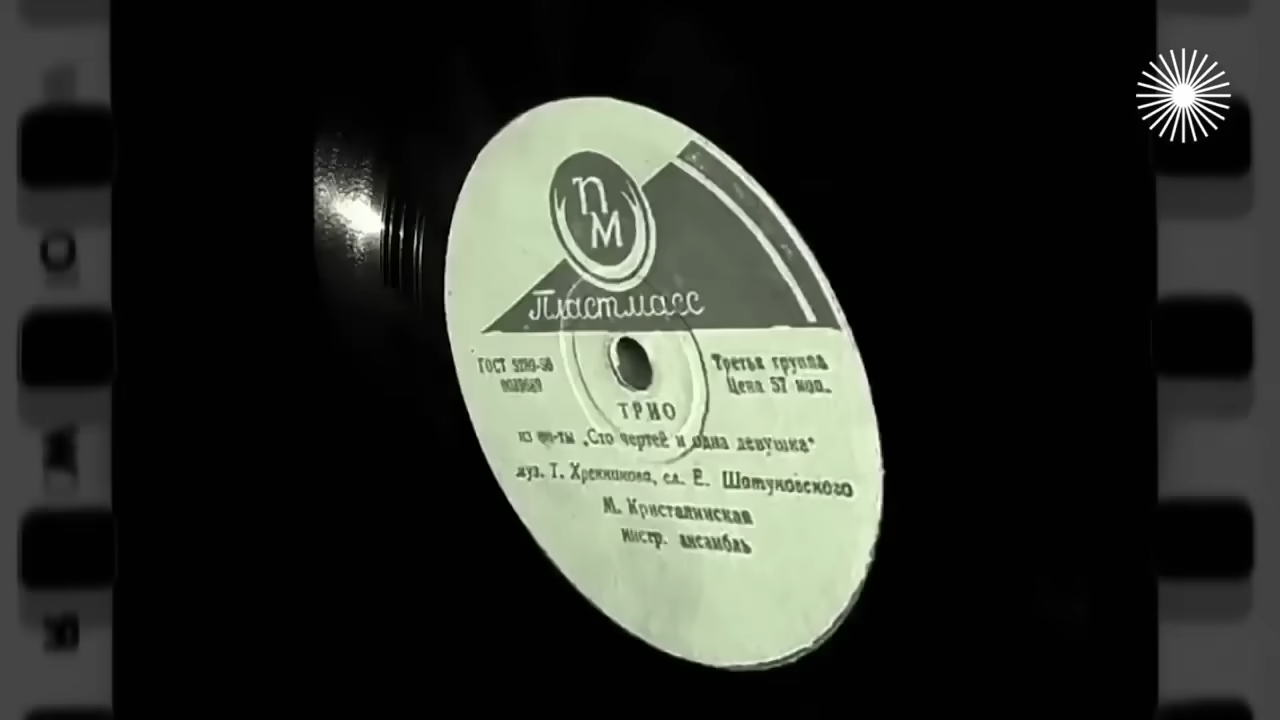 ПМ
Пластмасс
ГОСТ 5289-50
Третья группа
Цена 57 коп.
ТРИО
из оп-ты „Сто чертей и одна девушка"
муз. Т. Хренникова, сл. Е. Шатуновского
М. Кристалинская
инстр. ансамбль